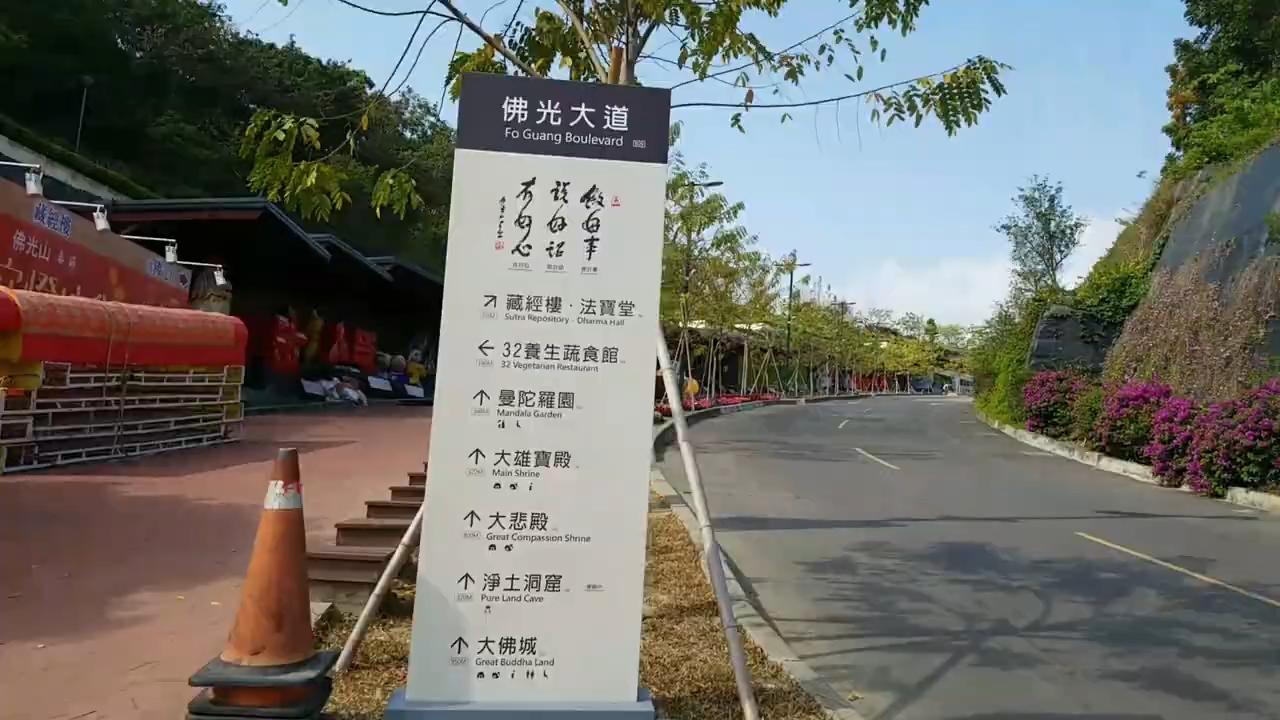 佛光大道
Fo Guang Boulevard
做好事
說好話
存好心
藏經樓·法寶堂
Sutra Repository · Dharma Hall
32養生蔬食館
32 Vegetarian Restaurant
曼陀羅園
Mandala Garden
大雄寶殿
Main Shrine
大悲殿
Great Compassion Shrine
淨土洞窟
Pure Land Cave
大佛城
Great Buddha Land
藏經樓
佛光山